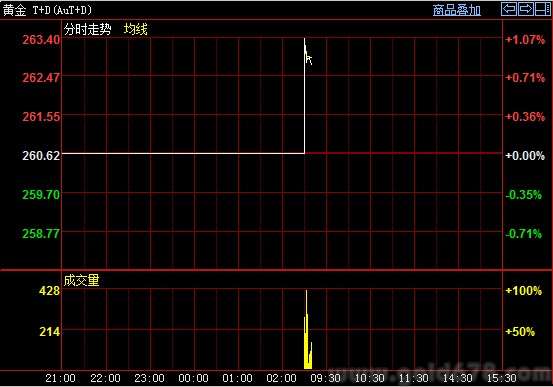 黄金 T+D(AuT+D) 商品叠加
分时走势 均线
263.40 +1.07%
262.47 +0.71%
261.55 +0.36%
260.62 +0.00%
259.70 -0.35%
258.77 -0.71%
成交量
428 +100%
214 +50%
21:00 22:00 23:00 00:00 01:00 02:00 09:30 10:30 11:30 14:30 15:30
www.gold678.com